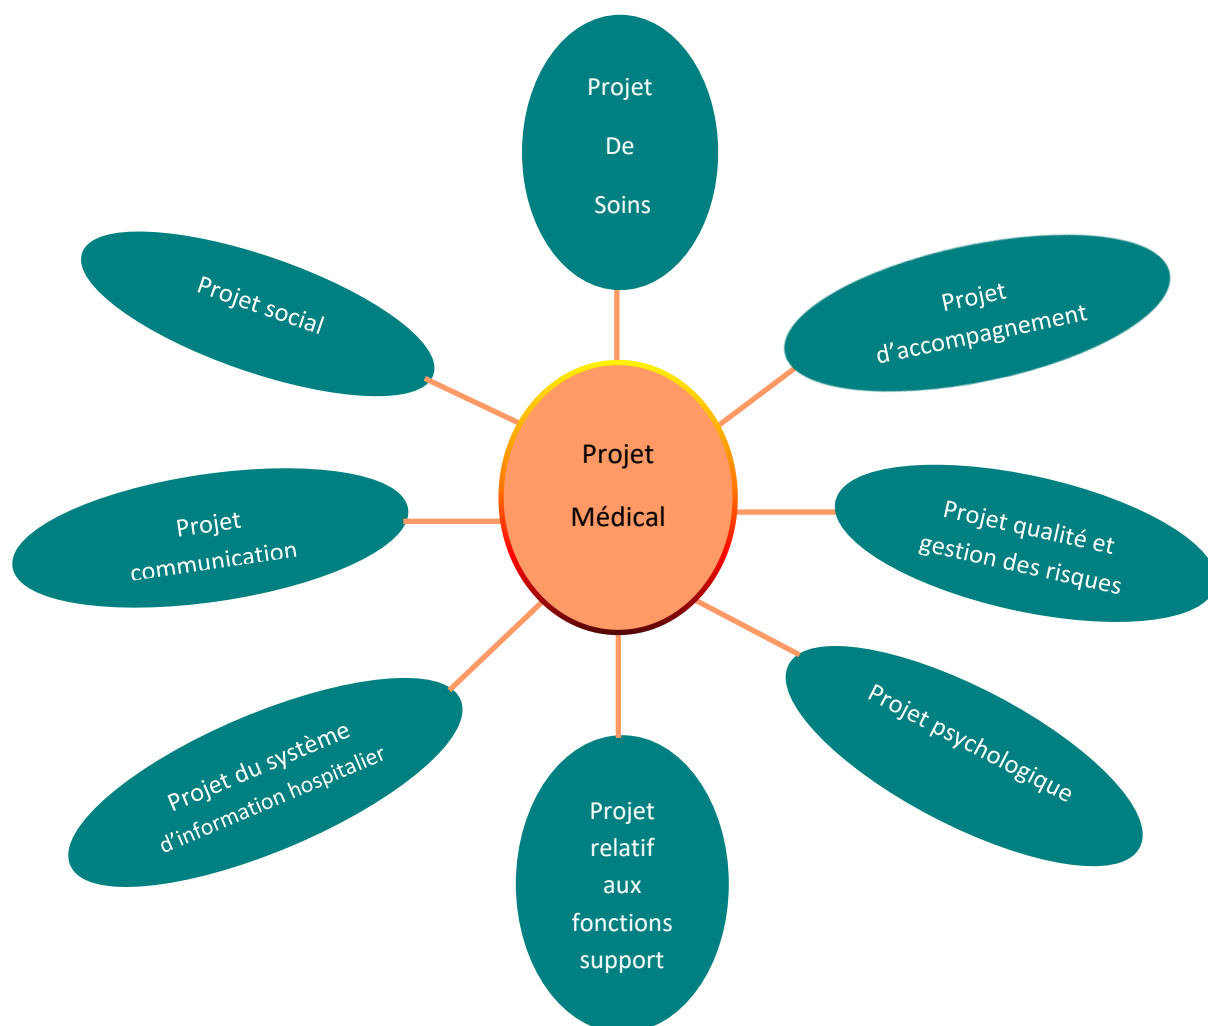 Projet
De
Soins
Projet social
Projet
d’accompagnement
Projet
Médical
Projet
communication
Projet qualité et
gestion des risques
Projet du système
d’information hospitalier
Projet psychologique
Projet
relatif
aux
fonctions
support